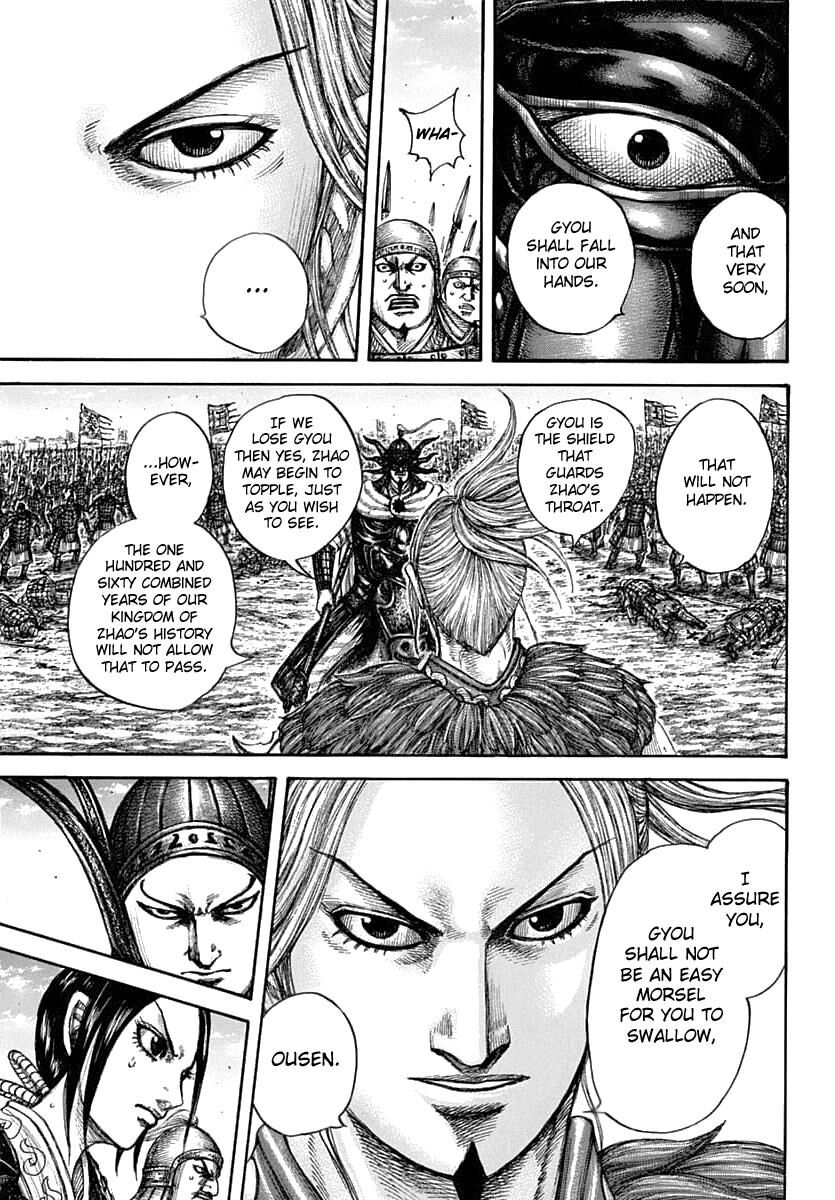 AND
THAT
VERY
SOON,
GYOU
SHALL FALL
INTO OUR
HANDS.
WHA-
...
THAT
WILL NOT
HAPPEN.
GYOU IS
THE SHIELD
THAT
GUARDS
ZHAO'S
THROAT.
IF WE
LOSE GYOU
THEN YES, ZHAO
MAY BEGIN TO
TOPPLE, JUST
AS YOU WISH
TO SEE.
...HOW-
EVER,
THE ONE
HUNDRED AND
SIXTY COMBINED
YEARS OF OUR
KINGDOM OF
ZHAO'S HISTORY
WILL NOT ALLOW
THAT TO PASS.
I
ASSURE
YOU,
GYOU
SHALL NOT
BE AN EASY
MORSEL
FOR YOU TO
SWALLOW,
OUSEN.